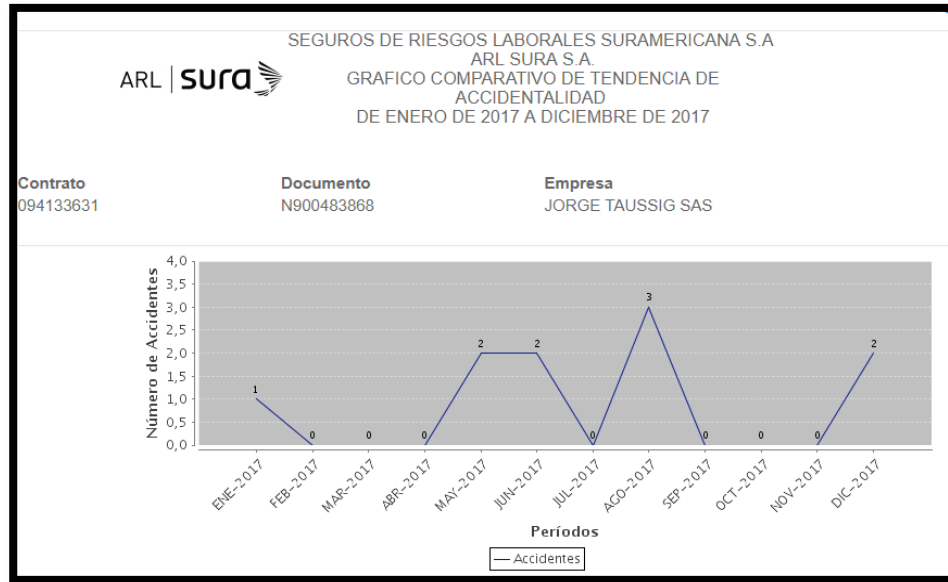 SEGUROS DE RIESGOS LABORALES SURAMERICANA S.A
ARL SURA S.A.
GRAFICO COMPARATIVO DE TENDENCIA DE
ACCIDENTALIDAD
DE ENERO DE 2017 A DICIEMBRE DE 2017
ARL | sura
Contrato Documento Empresa
094133631 N900483868 JORGE TAUSSIG SAS
Número de Accidentes
4,0
3,5
3,0
2,5
2,0
1,5
1,0
0,5
0,0
1 0 0 0 2 2 0 3 0 0 0 2
ENE-2017 FEB-2017 MAR-2017 ABR-2017 MAY-2017 JUN-2017 JUL-2017 AGO-2017 SEP-2017 OCT-2017 NOV-2017 DIC-2017
Períodos
Accidentes